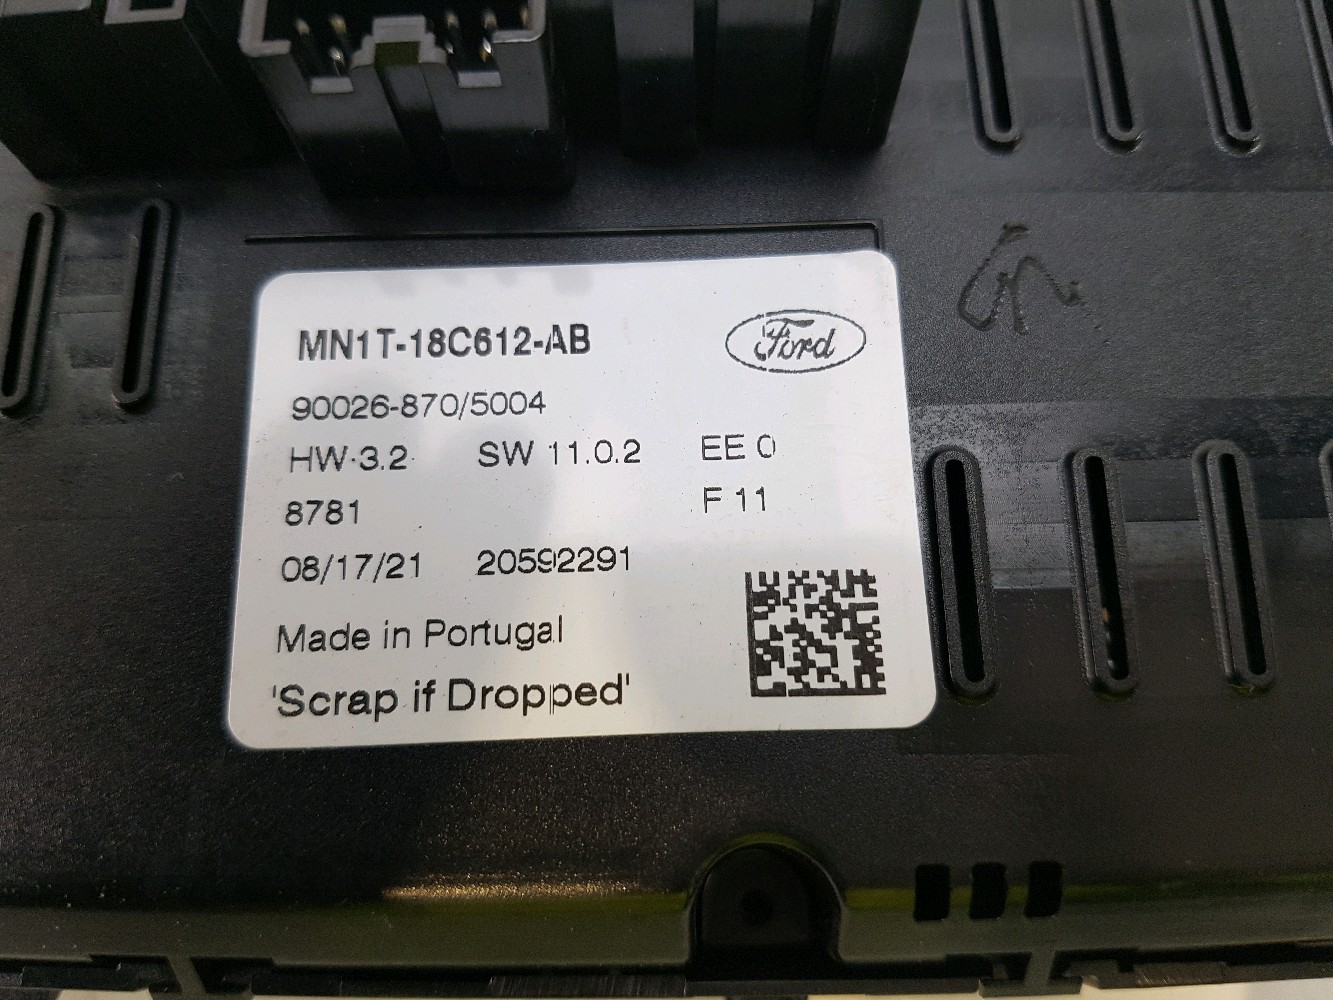 MN1T-18C612-AB
Ford
90026-870/5004
HW 3.2 SW 11.0.2 EE 0
8781 F 11
08/17/21 20592291
Made in Portugal
'Scrap if Dropped'